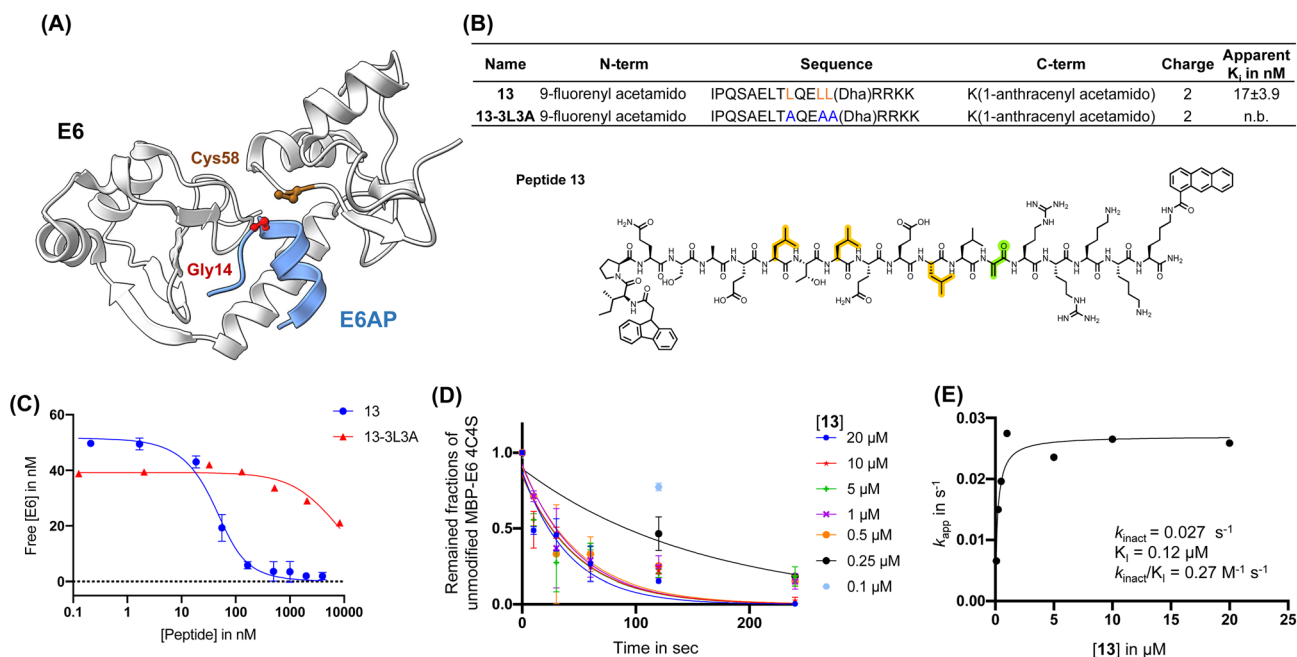 (A)
E6
Cys58
Gly14
E6AP
(B)
Name N-term Sequence C-term Charge Apparent Ki in nM
13 9-fluorenyl acetamido IPQSAELTLQELL(Dha)RRKK K(1-anthracenyl acetamido) 2 17±3.9
13-3L3A 9-fluorenyl acetamido IPQSAELTAQEAA(Dha)RRKK K(1-anthracenyl acetamido) 2 n.b.
Peptide 13
(C)
Free [E6] in nM
60
40
20
0
0.1 1 10 100 1000 10000
[Peptide] in nM
13
13-3L3A
(D)
Remained fractions of
unmodified MBP-E6 4C4S
1.0
0.5
0.0
0 100 200
Time in sec
[13]
20 µM
10 µM
5 µM
1 µM
0.5 µM
0.25 µM
0.1 µM
(E)
kapp in s-1
0.03
0.02
0.01
0.00
0 5 10 15 20 25
[13] in µM
kinact = 0.027 s-1
KI = 0.12 µM
kinact/KI = 0.27 M-1 s-1